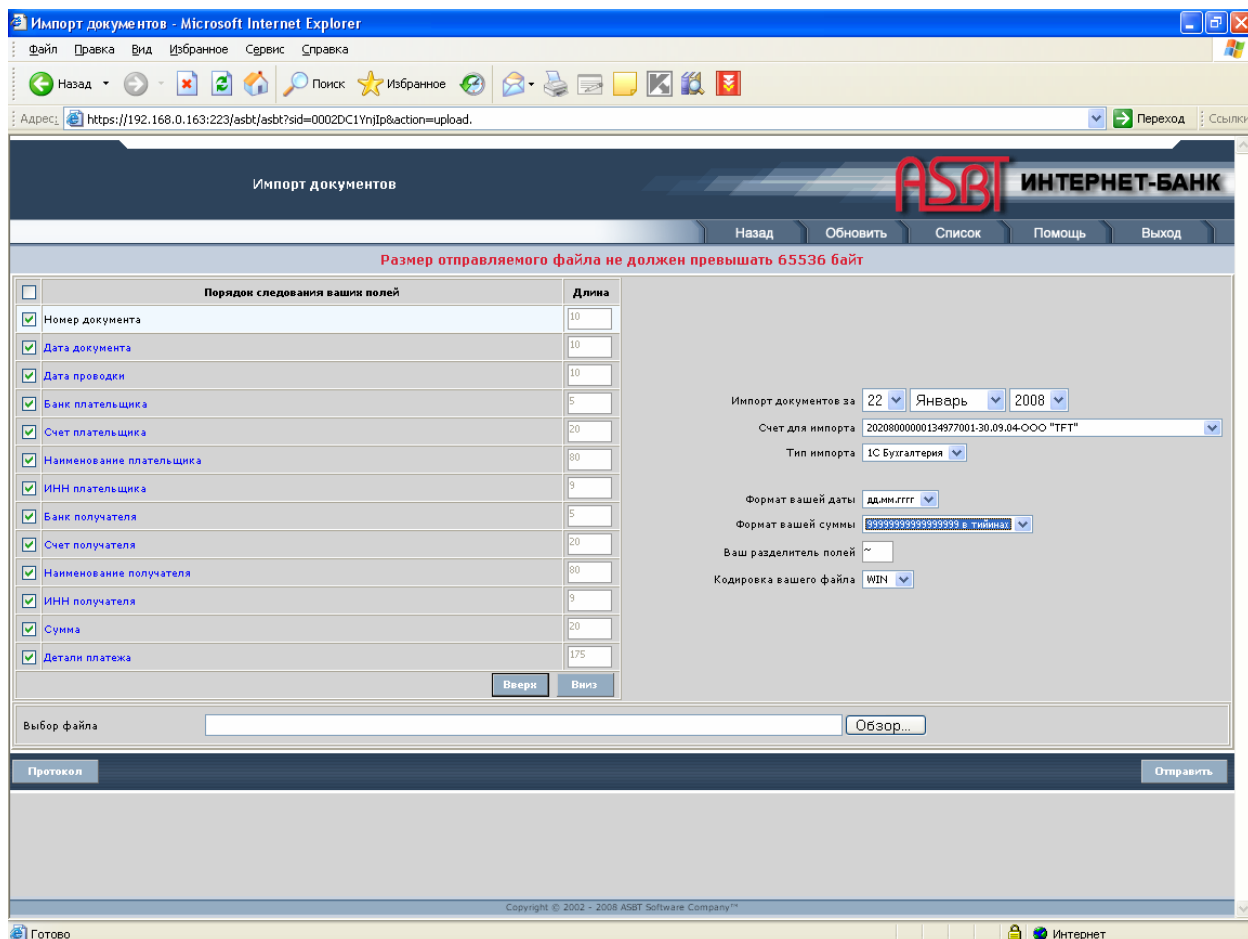 Импорт документов - Microsoft Internet Explorer
Файл Правка Вид Избранное Сервис Справка
Назад Поиск Избранное
Адрес: https://192.168.0.163:223/asbt/asbt?sid=0002DC1YnjIp&action=upload. Переход Ссылки
Импорт документов ASBT ИНТЕРНЕТ-БАНК
Назад Обновить Список Помощь Выход
Размер отправляемого файла не должен превышать 65536 байт
Порядок следования ваших полей Длина
Номер документа 10
Дата документа 10
Дата проводки 10
Банк плательщика 5
Счет плательщика 20
Наименование плательщика 80
ИНН плательщика 9
Банк получателя 5
Счет получателя 20
Наименование получателя 80
ИНН получателя 9
Сумма 20
Детали платежа 175
Вверх Вниз
Импорт документов за 22 Январь 2008
Счет для импорта 20208000000134977001-30.09.04-ООО "TFT"
Тип импорта 1С Бухгалтерия
Формат вашей даты дд.мм.гггг
Формат вашей суммы 99999999999999999 в тийинах
Ваш разделитель полей ~
Кодировка вашего файла WIN
Выбор файла Обзор...
Протокол Отправить
Copyright © 2002 - 2008 ASBT Software Company™
Готово Интернет